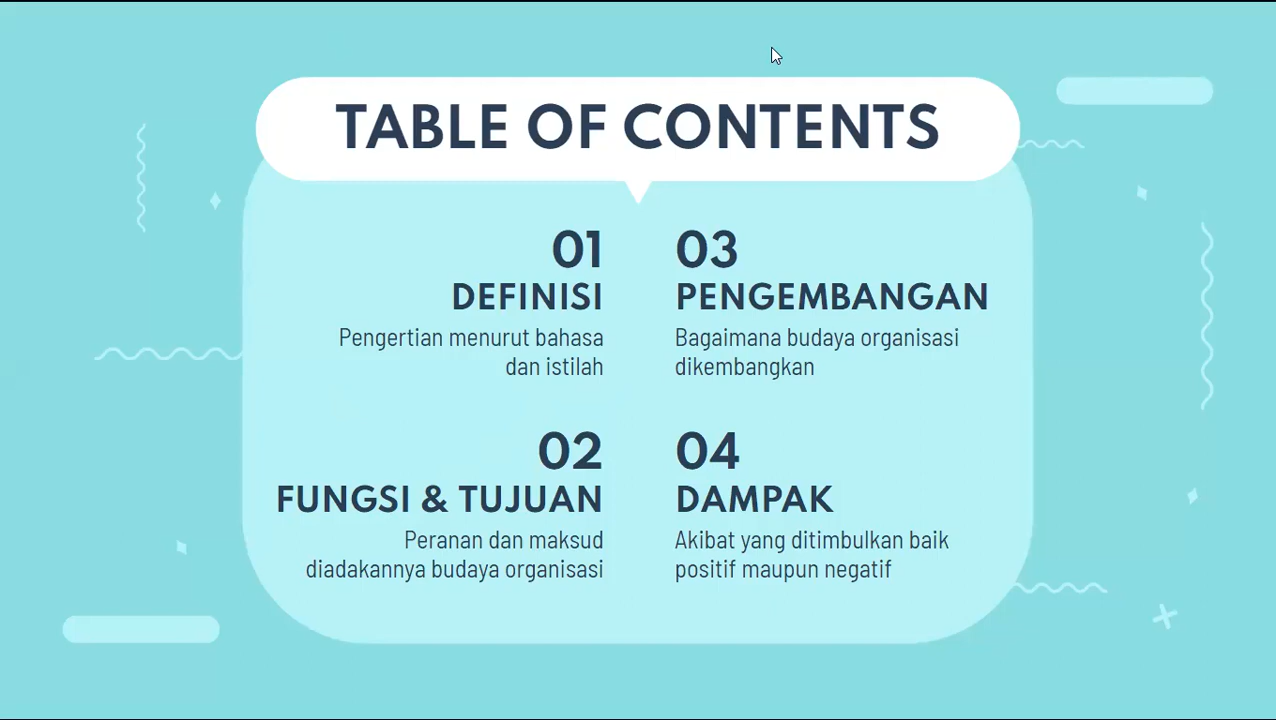 TABLE OF CONTENTS
01
DEFINISI
Pengertian menurut bahasa
dan istilah
02
FUNGSI & TUJUAN
Peranan dan maksud
diadakannya budaya organisasi
03
PENGEMBANGAN
Bagaimana budaya organisasi
dikembangkan
04
DAMPAK
Akibat yang ditimbulkan baik
positif maupun negatif